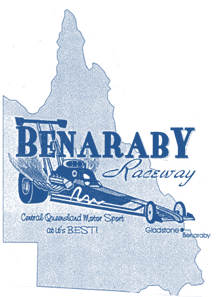 BENARABY
Raceway
Central Queensland Motor Sport
at it's BEST!
Gladstone
Benaraby